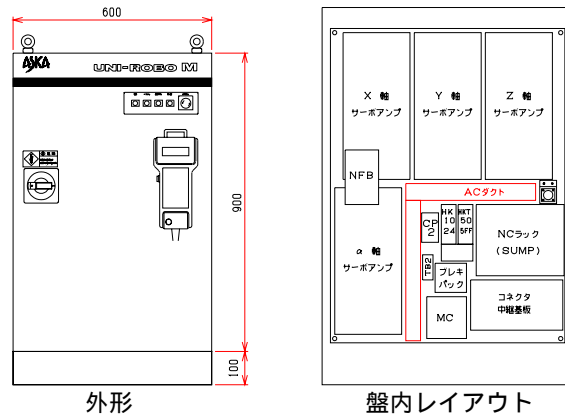 600
ASKA
UNI-ROBO M
900
100
外形
X 軸
サーボアンプ
Y 軸
サーボアンプ
Z 軸
サーボアンプ
NFB
ACダクト
α 軸
サーボアンプ
CP
2
HK
10
24
HKT
50
5FF
TB2
ブレキ
パック
MC
NCラック
(SUMP)
コネクタ
中継基板
盤内レイアウト